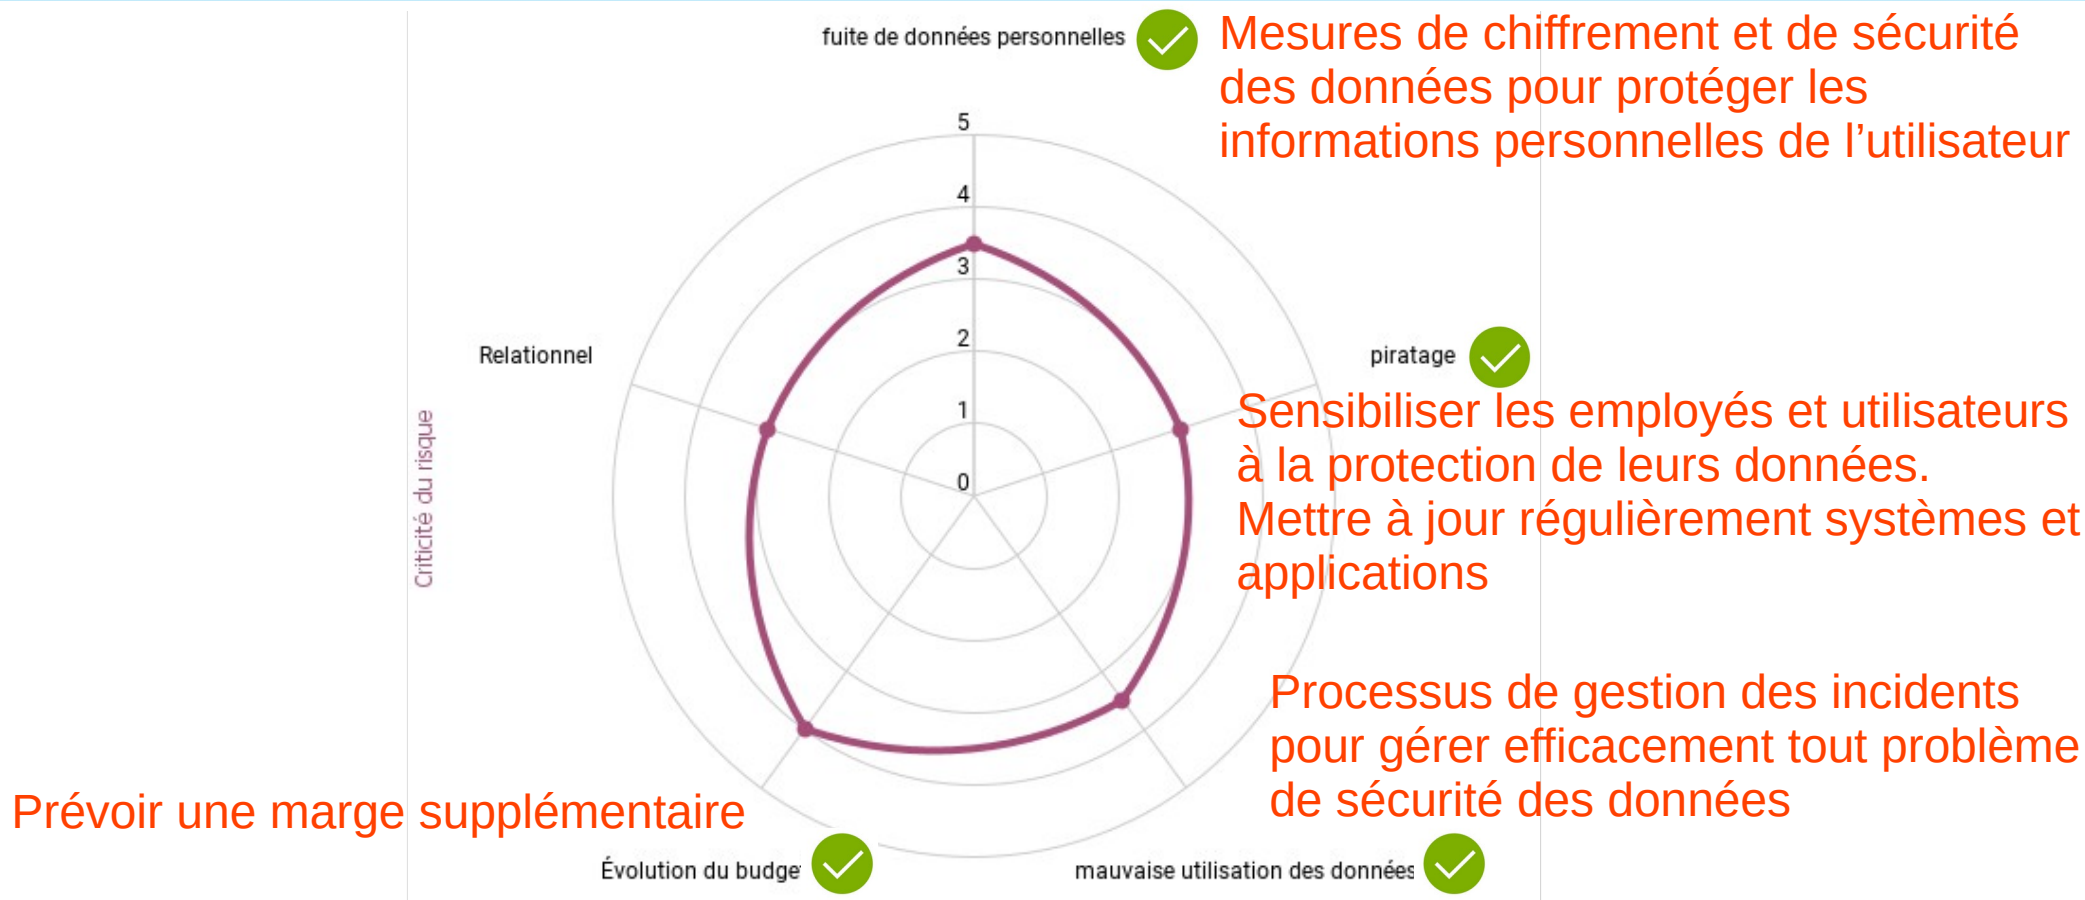 fuite de données personnelles
Mesures de chiffrement et de sécurité
des données pour protéger les
informations personnelles de l’utilisateur
5
4
3
2
1
0
Relationnel
piratage
Sensibiliser les employés et utilisateurs
à la protection de leurs données.
Mettre à jour régulièrement systèmes et
applications
Criticité du risque
Processus de gestion des incidents
pour gérer efficacement tout problème
de sécurité des données
Prévoir une marge supplémentaire
Évolution du budge
mauvaise utilisation des données